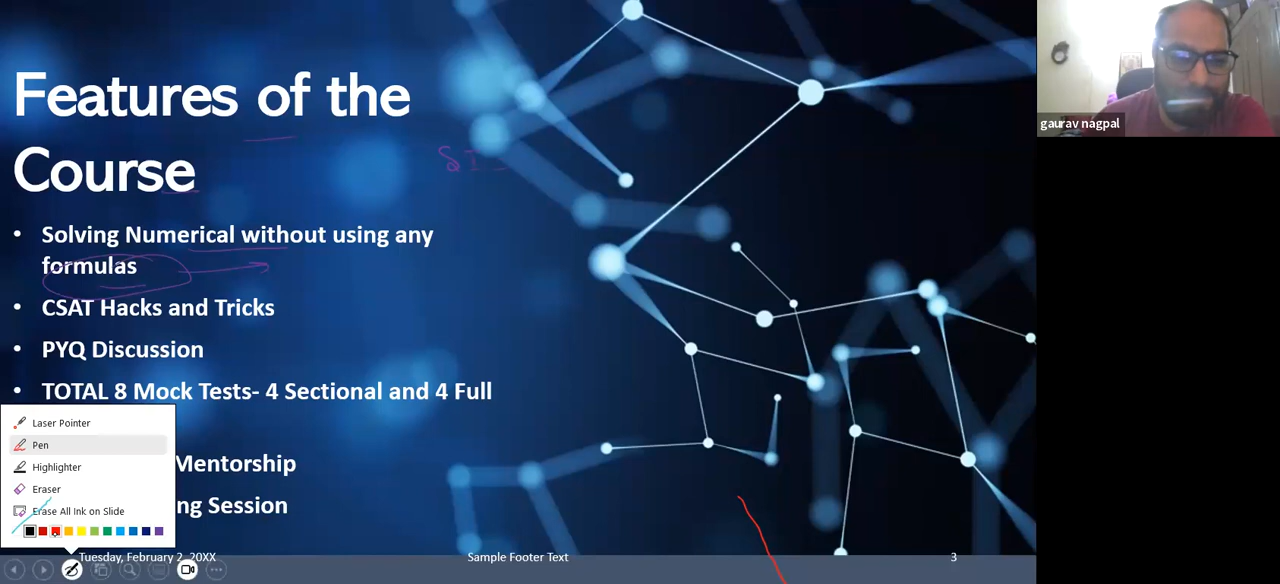 Features of the
Course
• Solving Numerical without using any
formulas
• CSAT Hacks and Tricks
• PYQ Discussion
• TOTAL 8 Mock Tests- 4 Sectional and 4 Full
Mentorship
ng Session
Laser Pointer
Pen
Highlighter
Eraser
Erase All Ink on Slide
Tuesday, February 2, 20XX
Sample Footer Text
3
gaurav nagpal